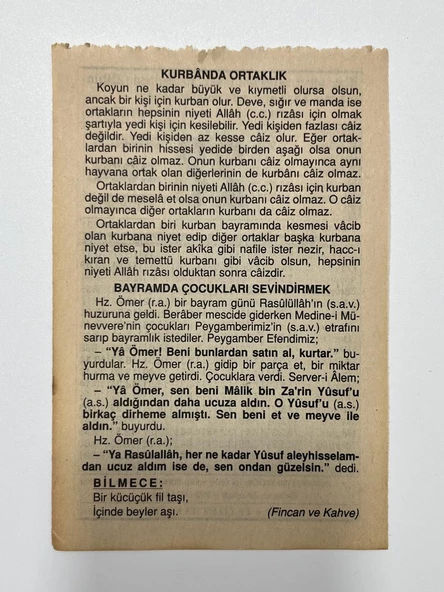 KURBÂNDA ORTAKLIK
Koyun ne kadar büyük ve kıymetli olursa olsun,
ancak bir kişi için kurban olur. Deve, sığır ve manda ise
ortakların hepsinin niyeti Allâh (c.c.) rızâsı için olmak
şartıyla yedi kişi için kesilebilir. Yedi kişiden fazlası câiz
değildir. Yedi kişiden az kesse câiz olur. Eğer ortak-
lardan birinin hissesi yedide birden aşağı olsa onun
kurbanı câiz olmaz. Onun kurbanı câiz olmayınca aynı
hayvana ortak olan diğerlerinin de kurbânı câiz olmaz.
Ortaklardan birinin niyeti Allâh (c.c.) rızâsı için kurban
değil de meselâ et olsa onun kurbanı câiz olmaz. O câiz
olmayınca diğer ortakların kurbanı da câiz olmaz.
Ortaklardan biri kurban bayramında kesmesi vâcib
olan kurbana niyet edip diğer ortaklar başka kurbana
niyet etse, bu ister akîka gibi nafile ister nezir, hacc-ı
kıran ve temettü kurbanı gibi vâcib olsun, hepsinin
niyeti Allâh rızâsı olduktan sonra câizdir.
BAYRAMDA ÇOCUKLARI SEVİNDİRMEK
Hz. Ömer (r.a.) bir bayram günü Rasûlüllah'ın (s.a.v.)
huzuruna geldi. Berâber mescide giderken Medine-i Mü-
nevvere'nin çocukları Peygamberimiz'in (s.a.v.) etrafını
sarıp bayramlık istediler. Peygamber Efendimiz;
– "Yâ Ömer! Beni bunlardan satın al, kurtar." bu-
yurdular. Hz. Ömer (r.a.) gidip bir parça et, bir miktar
hurma ve meyve getirdi. Çocuklara verdi. Server-i Âlem;
– "Yâ Ömer, sen beni Mâlik bin Za'rin Yûsuf'u
(a.s.) aldığından daha ucuza aldın. O Yûsuf'u (a.s.)
birkaç dirheme almıştı. Sen beni et ve meyve ile
aldın." buyurdu.
Hz. Ömer (r.a.);
– "Ya Rasûlallâh, her ne kadar Yûsuf aleyhisselam-
dan ucuz aldım ise de, sen ondan güzelsin." dedi.
BİLMECE:
Bir kücüçük fil taşı,
İçinde beyler aşı. (Fincan ve Kahve)